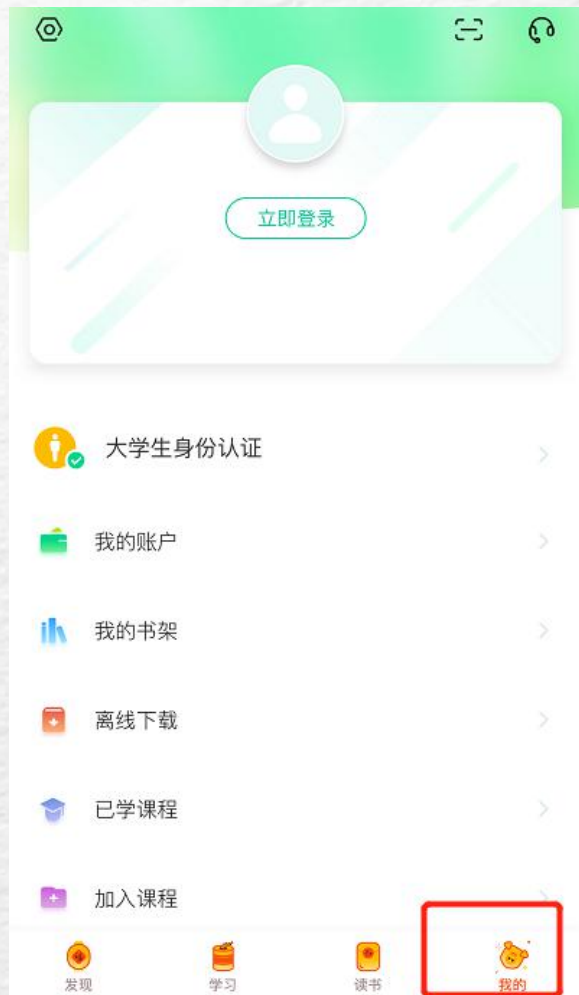 立即登录
大学生身份认证
我的账户
我的书架
离线下载
已学课程
加入课程
发现
学习
读书
我的